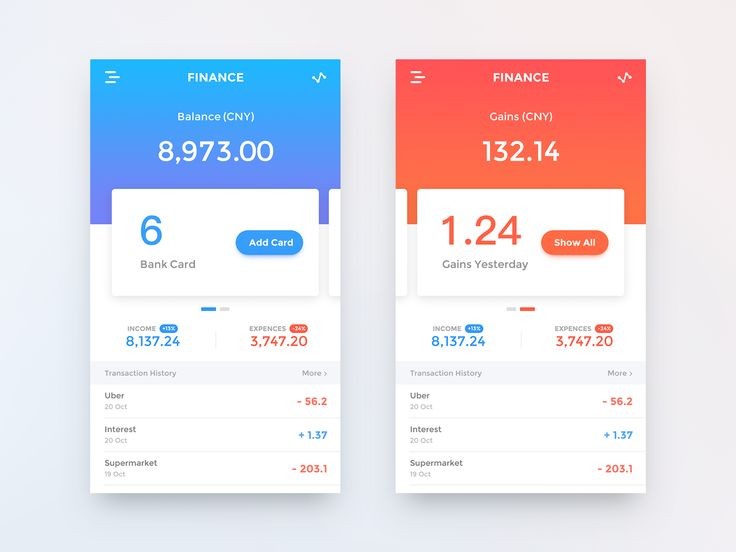 FINANCE
Balance (CNY)
8,973.00
6
Bank Card
Add Card
INCOME +13%
8,137.24
EXPENCES -24%
3,747.20
Transaction History More >
Uber
20 Oct
- 56.2
Interest
20 Oct
+ 1.37
Supermarket
19 Oct
- 203.1
FINANCE
Gains (CNY)
132.14
1.24
Gains Yesterday
Show All
INCOME +13%
8,137.24
EXPENCES -24%
3,747.20
Transaction History More >
Uber
20 Oct
- 56.2
Interest
20 Oct
+ 1.37
Supermarket
19 Oct
- 203.1